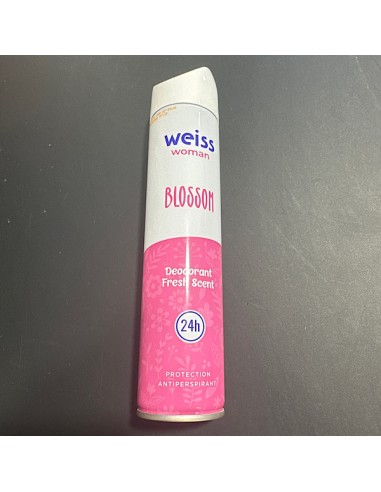 weiss
woman
BLOSSOM
Deodorant
Fresh Scent
24h
PROTECTION
ANTIPERSPIRANT